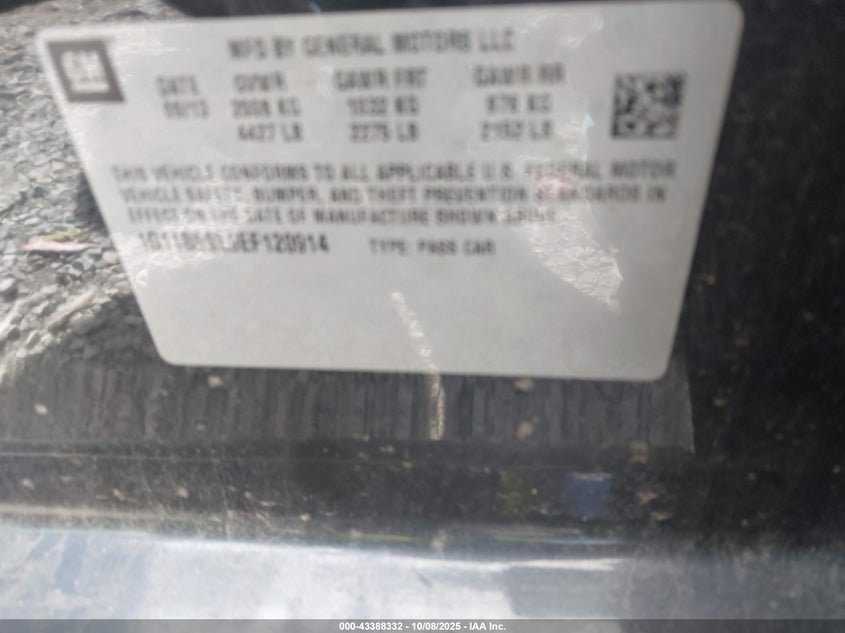 GM
MFD BY GENERAL MOTORS LLC
DATE GVWR GAWR FRT GAWR RR
09/13 2008 KG 1032 KG 976 KG
4427 LB 2275 LB 2152 LB
THIS VEHICLE CONFORMS TO ALL APPLICABLE U.S. FEDERAL MOTOR
VEHICLE SAFETY, BUMPER, AND THEFT PREVENTION STANDARDS IN
EFFECT ON THE DATE OF MANUFACTURE SHOWN ABOVE.
TYPE: PASS CAR
000-43388332 - 10/08/2025 - IAA Inc.